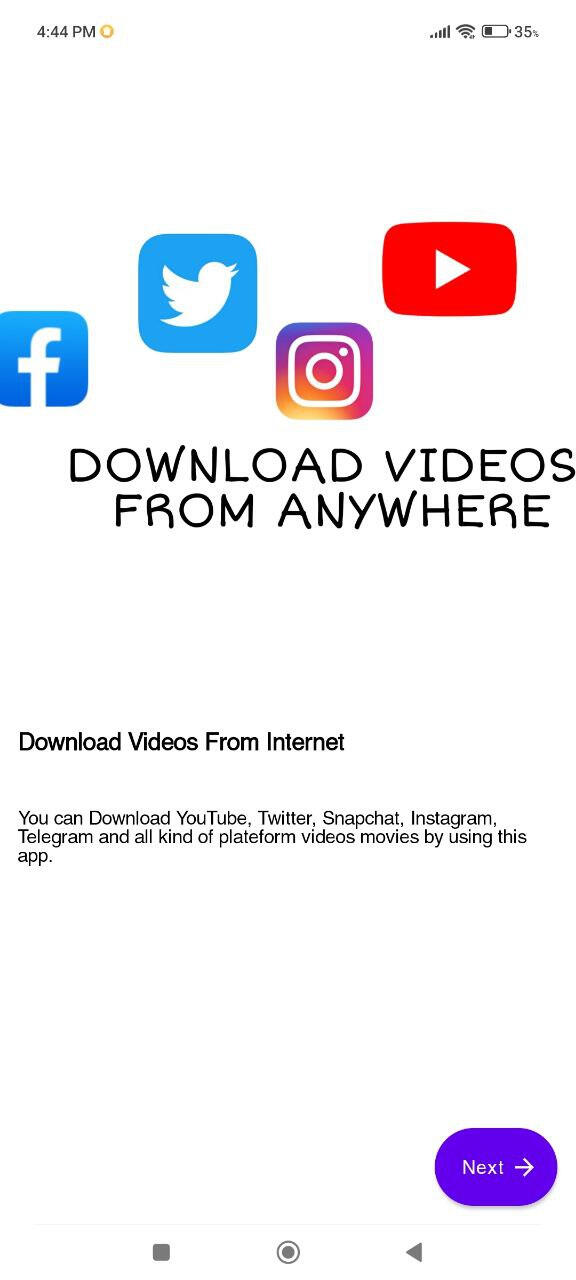 4:44 PM
35%
f
DOWNLOAD VIDEOS
FROM ANYWHERE
Download Videos From Internet
You can Download YouTube, Twitter, Snapchat, Instagram,
Telegram and all kind of plateform videos movies by using this
app.
Next